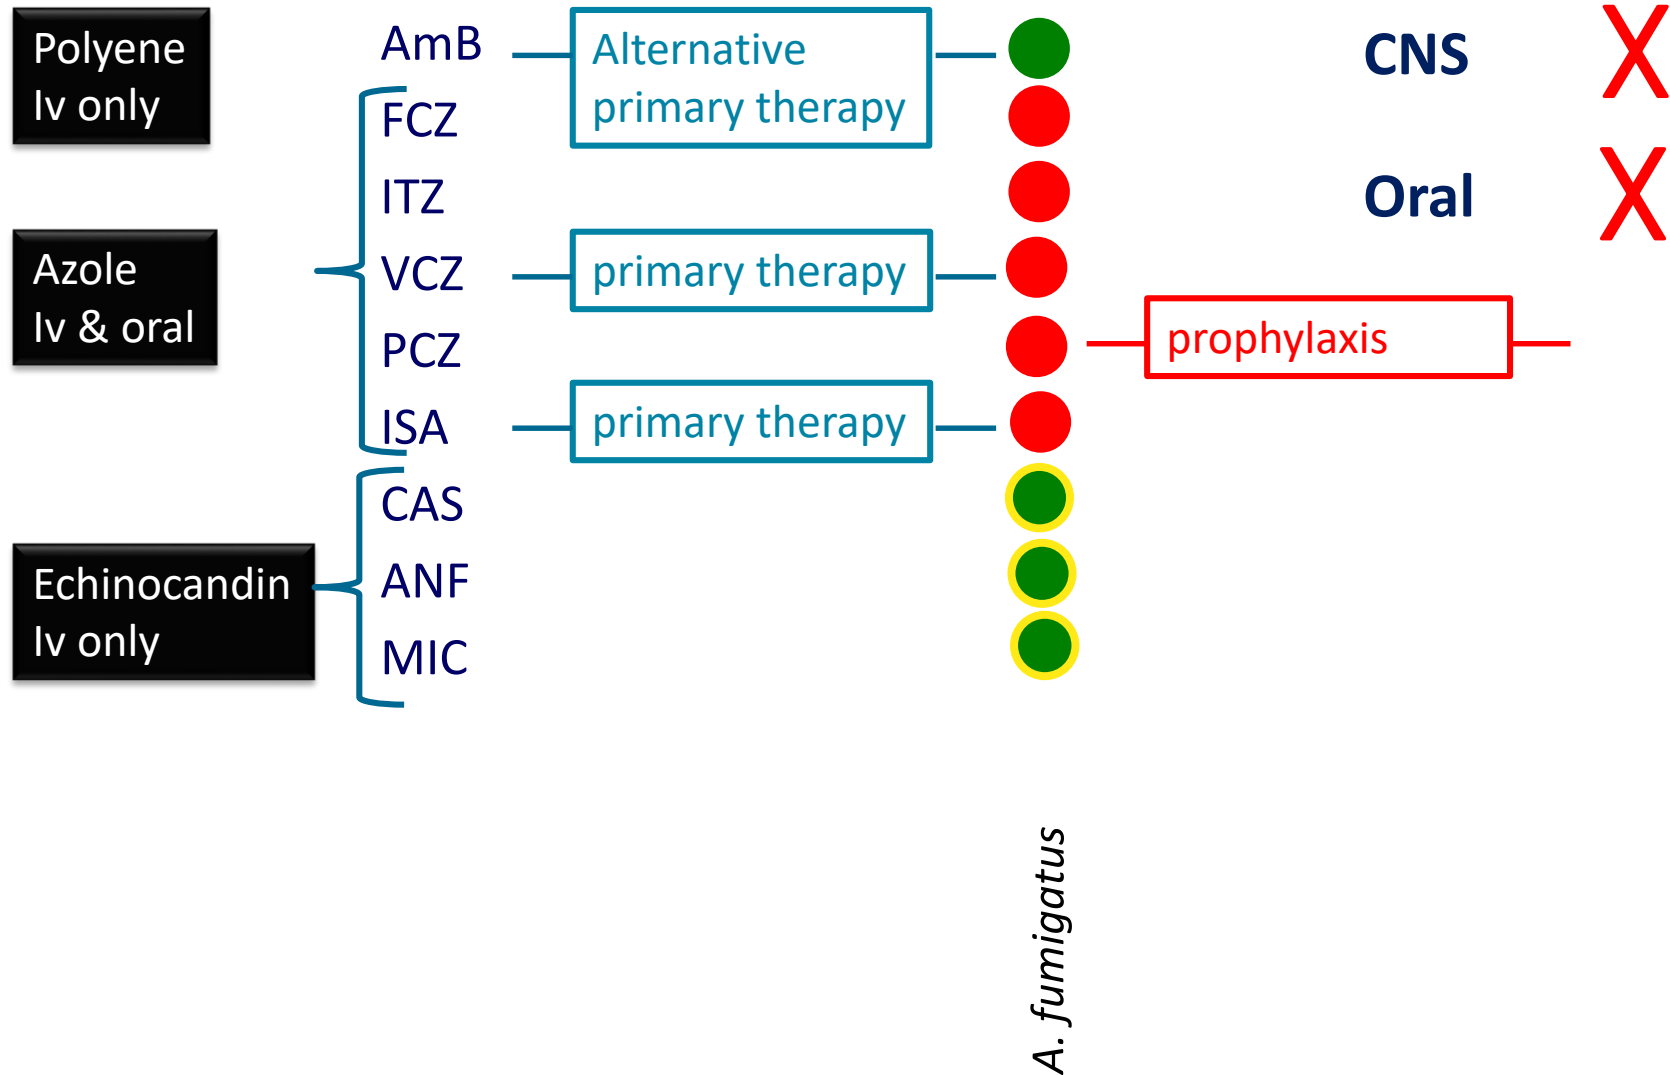 Polyene
Iv only
Azole
Iv & oral
Echinocandin
Iv only
AmB
FCZ
ITZ
VCZ
PCZ
ISA
CAS
ANF
MIC
Alternative
primary therapy
primary therapy
primary therapy
prophylaxis
CNS X
Oral X
A. fumigatus